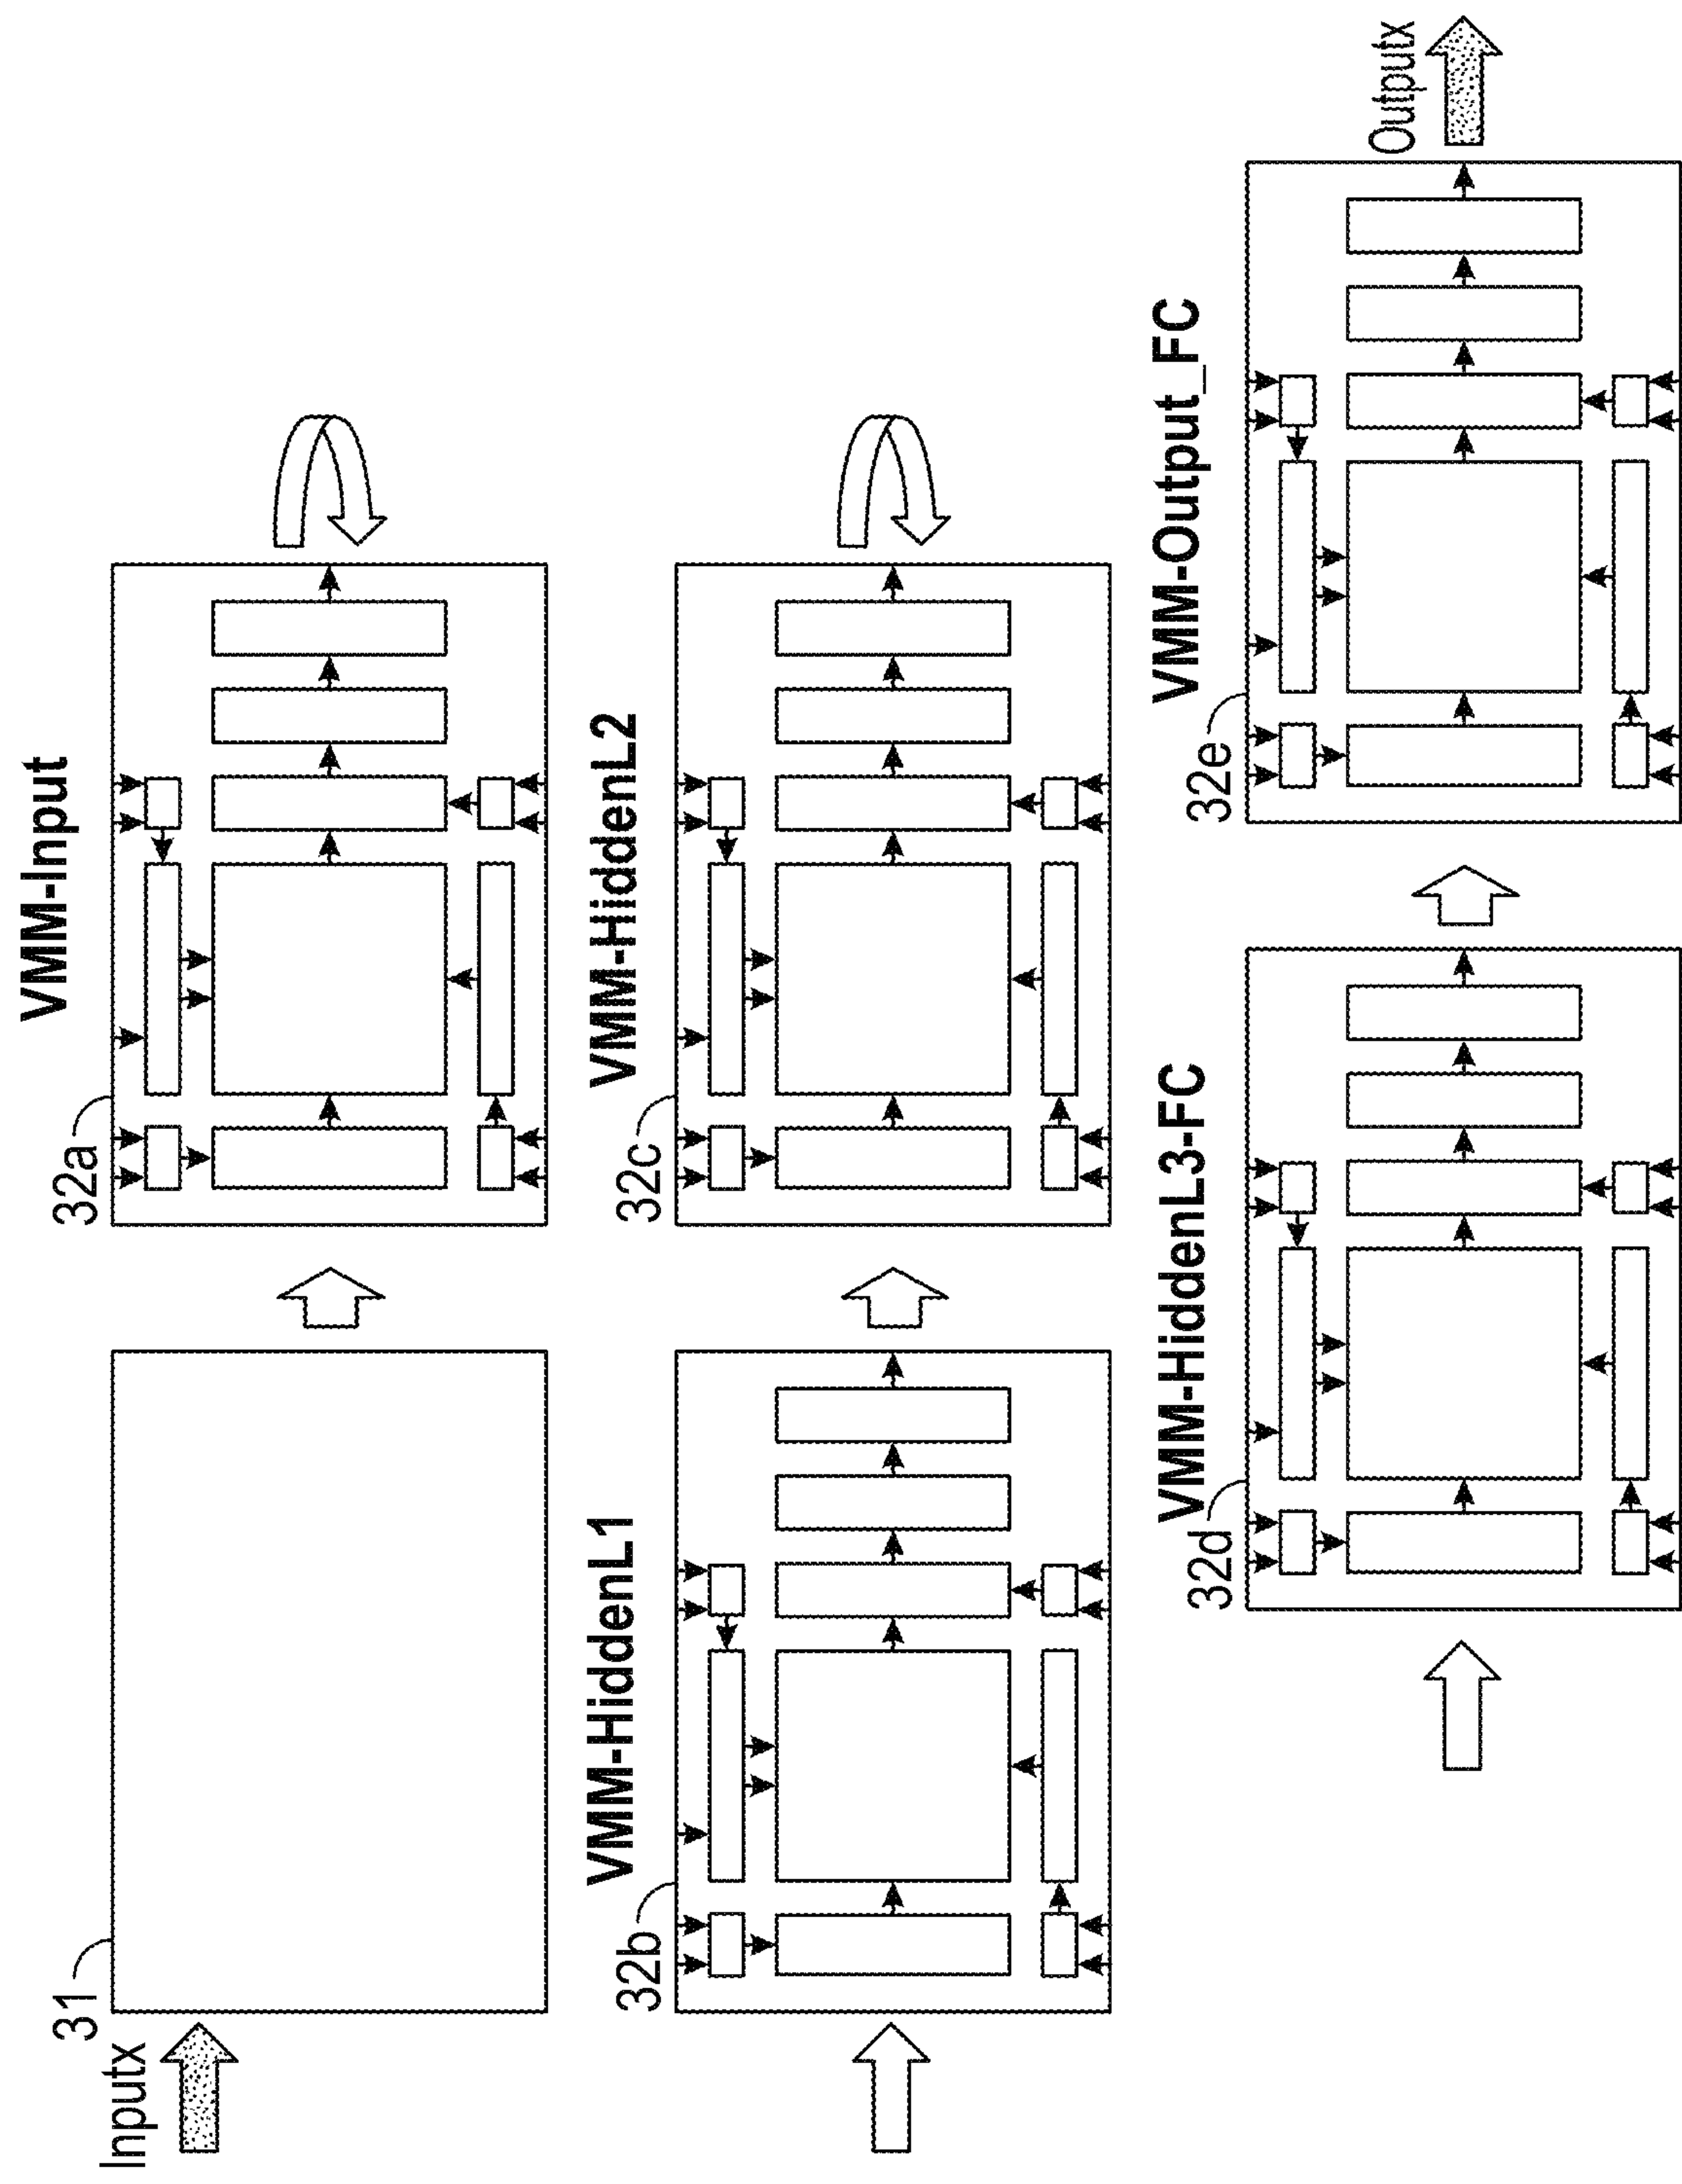 Inputx
31
32a
VMM-Input
32b
VMM-HiddenL1
32c
VMM-HiddenL2
32d
VMM-HiddenL3-FC
32e
VMM-Output_FC
Outputx